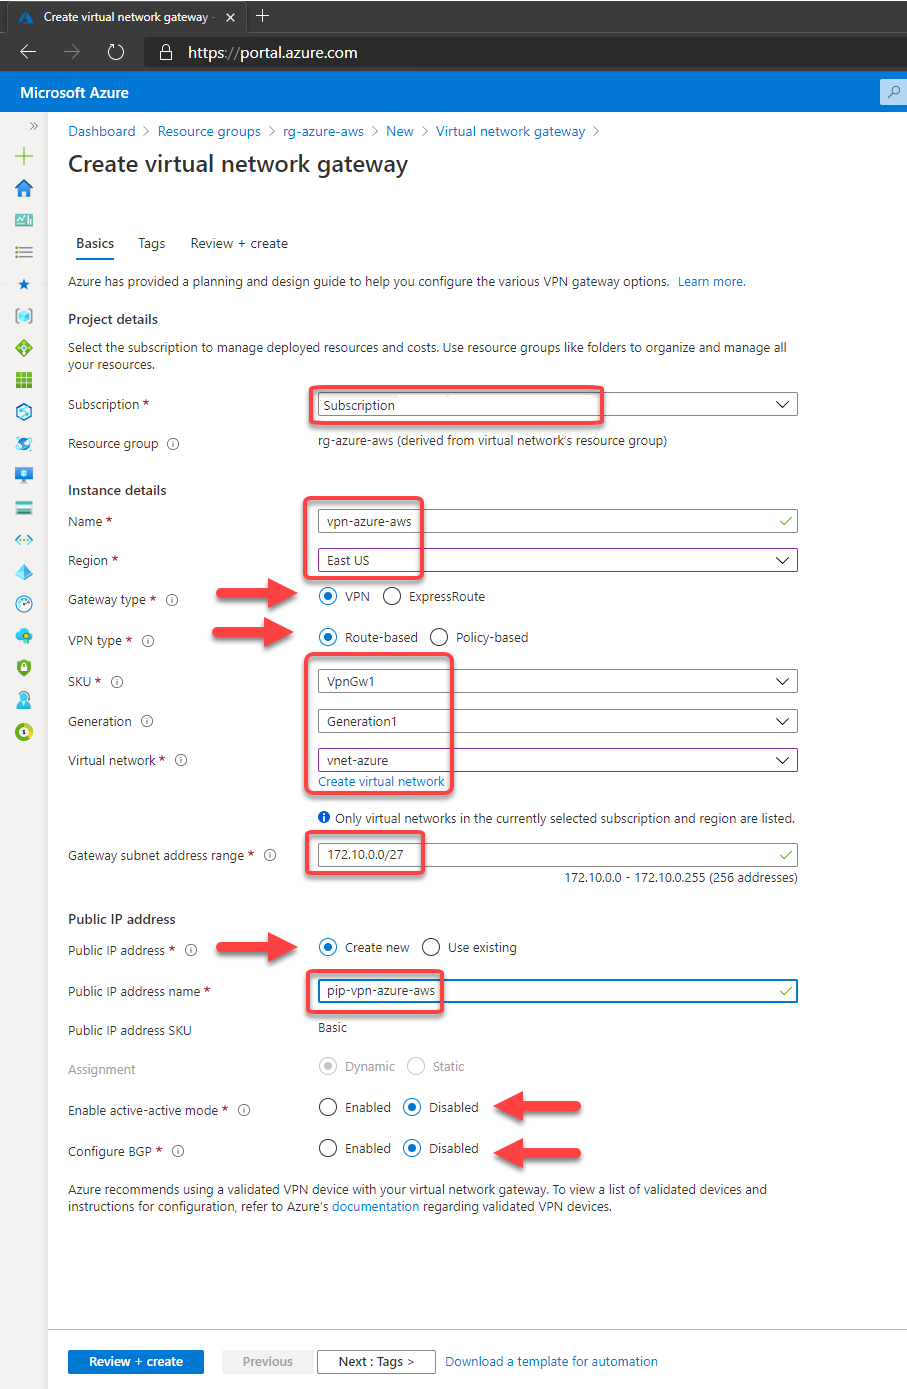 Create virtual network gateway -
https://portal.azure.com
Microsoft Azure
Dashboard > Resource groups > rg-azure-aws > New > Virtual network gateway >
Create virtual network gateway
Basics Tags Review + create
Azure has provided a planning and design guide to help you configure the various VPN gateway options. Learn more.
Project details
Select the subscription to manage deployed resources and costs. Use resource groups like folders to organize and manage all
your resources.
Subscription * Subscription
Resource group rg-azure-aws (derived from virtual network's resource group)
Instance details
Name * vpn-azure-aws
Region * East US
Gateway type * VPN ExpressRoute
VPN type * Route-based Policy-based
SKU * VpnGw1
Generation Generation1
Virtual network * vnet-azure
Create virtual network
Only virtual networks in the currently selected subscription and region are listed.
Gateway subnet address range * 172.10.0.0/27
172.10.0.0 - 172.10.0.255 (256 addresses)
Public IP address
Public IP address * Create new Use existing
Public IP address name * pip-vpn-azure-aws
Public IP address SKU Basic
Assignment Dynamic Static
Enable active-active mode * Enabled Disabled
Configure BGP * Enabled Disabled
Azure recommends using a validated VPN device with your virtual network gateway. To view a list of validated devices and
instructions for configuration, refer to Azure's documentation regarding validated VPN devices.
Review + create Previous Next : Tags > Download a template for automation